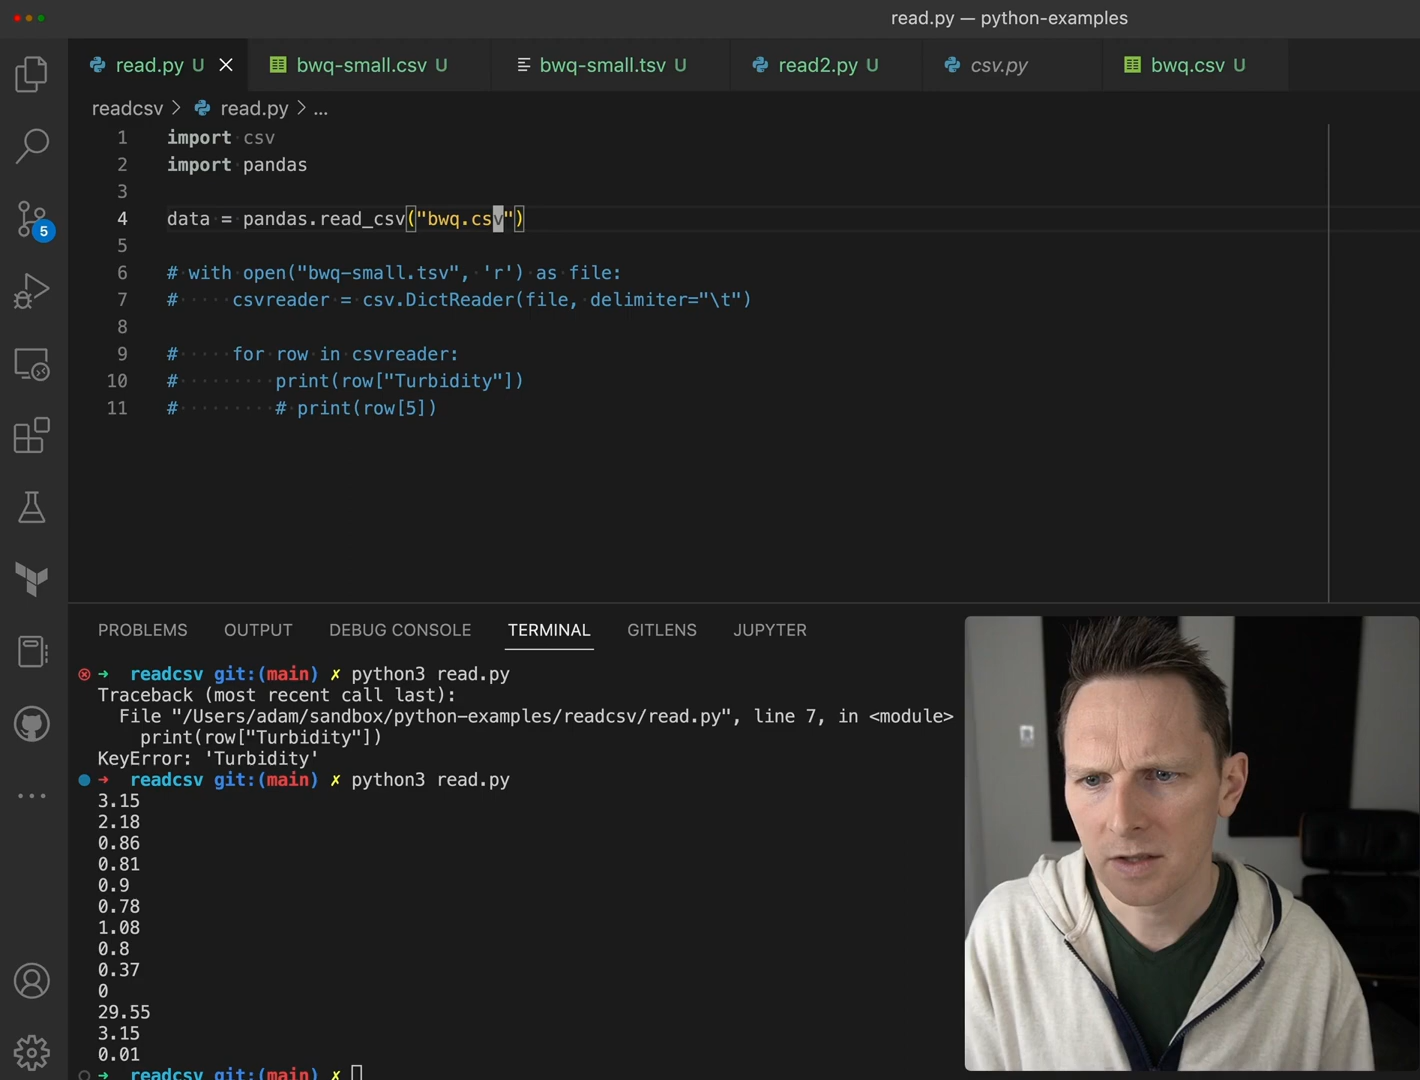 read.py — python-examples
read.py U
bwq-small.csv U
bwq-small.tsv U
read2.py U
csv.py
bwq.csv U
readcsv > read.py > ...
1 import csv
2 import pandas
3
4 data = pandas.read_csv("bwq.csv")
5
6 # with open("bwq-small.tsv", 'r') as file:
7 # csvreader = csv.DictReader(file, delimiter="\t")
8
9 # for row in csvreader:
10 # print(row["Turbidity"])
11 # # print(row[5])
5
PROBLEMS OUTPUT DEBUG CONSOLE TERMINAL GITLENS JUPYTER
➜ readcsv git:(main) ✗ python3 read.py
Traceback (most recent call last):
File "/Users/adam/sandbox/python-examples/readcsv/read.py", line 7, in <module>
print(row["Turbidity"])
KeyError: 'Turbidity'
➜ readcsv git:(main) ✗ python3 read.py
3.15
2.18
0.86
0.81
0.9
0.78
1.08
0.8
0.37
0
29.55
3.15
0.01
➜ readcsv git:(main) ✗